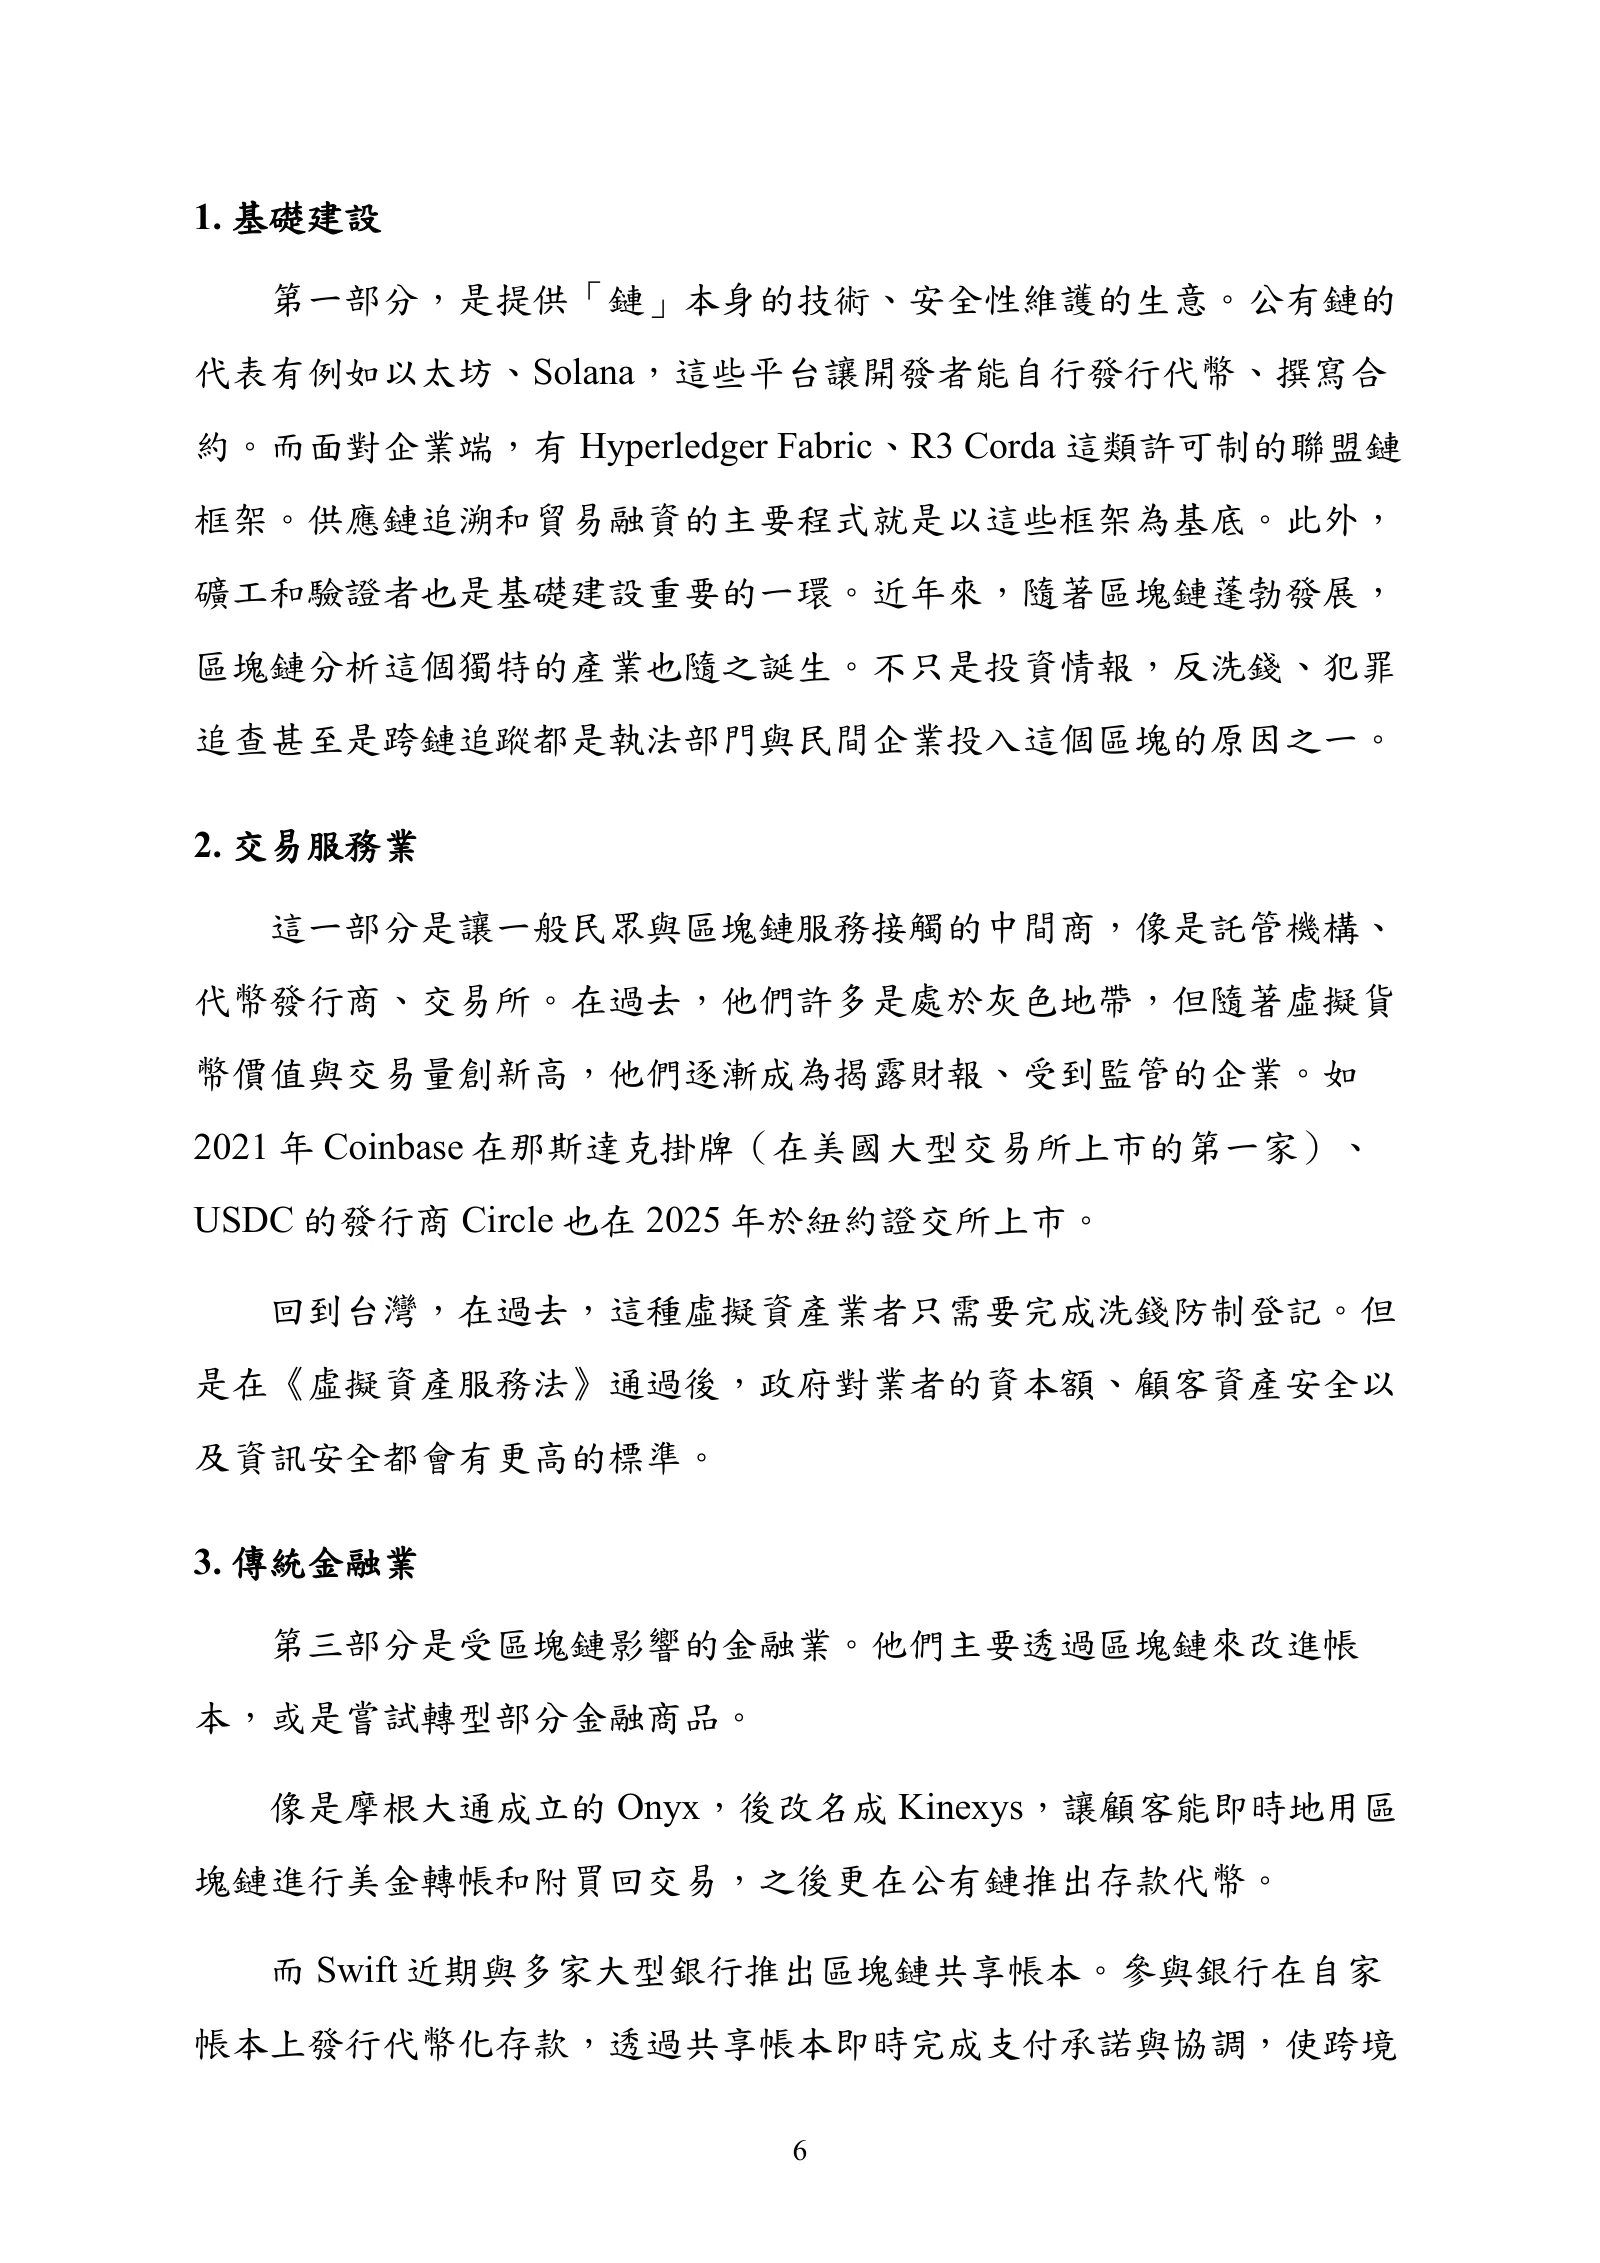 1. 基礎建設
第一部分，是提供「鏈」本身的技術、安全性維護的生意。公有鏈的
代表有例如以太坊、Solana，這些平台讓開發者能自行發行代幣、撰寫合
約。而面對企業端，有 Hyperledger Fabric、R3 Corda 這類許可制的聯盟鏈
框架。供應鏈追溯和貿易融資的主要程式就是以這些框架為基底。此外，
礦工和驗證者也是基礎建設重要的一環。近年來，隨著區塊鏈蓬勃發展，
區塊鏈分析這個獨特的產業也隨之誕生。不只是投資情報，反洗錢、犯罪
追查甚至是跨鏈追蹤都是執法部門與民間企業投入這個區塊的原因之一。
2. 交易服務業
這一部分是讓一般民眾與區塊鏈服務接觸的中間商，像是託管機構、
代幣發行商、交易所。在過去，他們許多是處於灰色地帶，但隨著虛擬貨
幣價值與交易量創新高，他們逐漸成為揭露財報、受到監管的企業。如
2021 年 Coinbase 在那斯達克掛牌（在美國大型交易所上市的第一家）、
USDC 的發行商 Circle 也在 2025 年於紐約證交所上市。
回到台灣，在過去，這種虛擬資產業者只需要完成洗錢防制登記。但
是在《虛擬資產服務法》通過後，政府對業者的資本額、顧客資產安全以
及資訊安全都會有更高的標準。
3. 傳統金融業
第三部分是受區塊鏈影響的金融業。他們主要透過區塊鏈來改進帳
本，或是嘗試轉型部分金融商品。
像是摩根大通成立的 Onyx，後改名成 Kinexys，讓顧客能即時地用區
塊鏈進行美金轉帳和附買回交易，之後更在公有鏈推出存款代幣。
而 Swift 近期與多家大型銀行推出區塊鏈共享帳本。參與銀行在自家
帳本上發行代幣化存款，透過共享帳本即時完成支付承諾與協調，使跨境
6